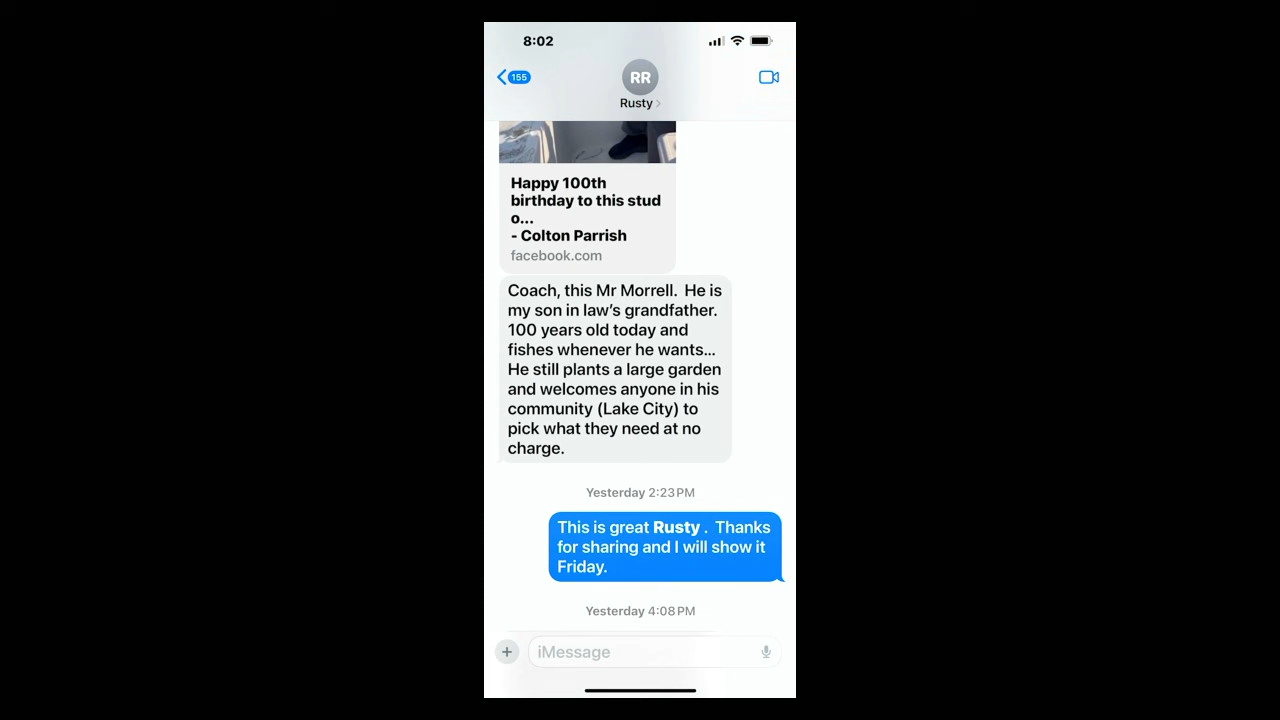 8:02
155
RR
Rusty
Happy 100th
birthday to this stud
o...
- Colton Parrish
facebook.com
Coach, this Mr Morrell.  He is
my son in law’s grandfather.
100 years old today and
fishes whenever he wants...
He still plants a large garden
and welcomes anyone in his
community (Lake City) to
pick what they need at no
charge.
Yesterday 2:23 PM
This is great Rusty .  Thanks
for sharing and I will show it
Friday.
Yesterday 4:08 PM
iMessage